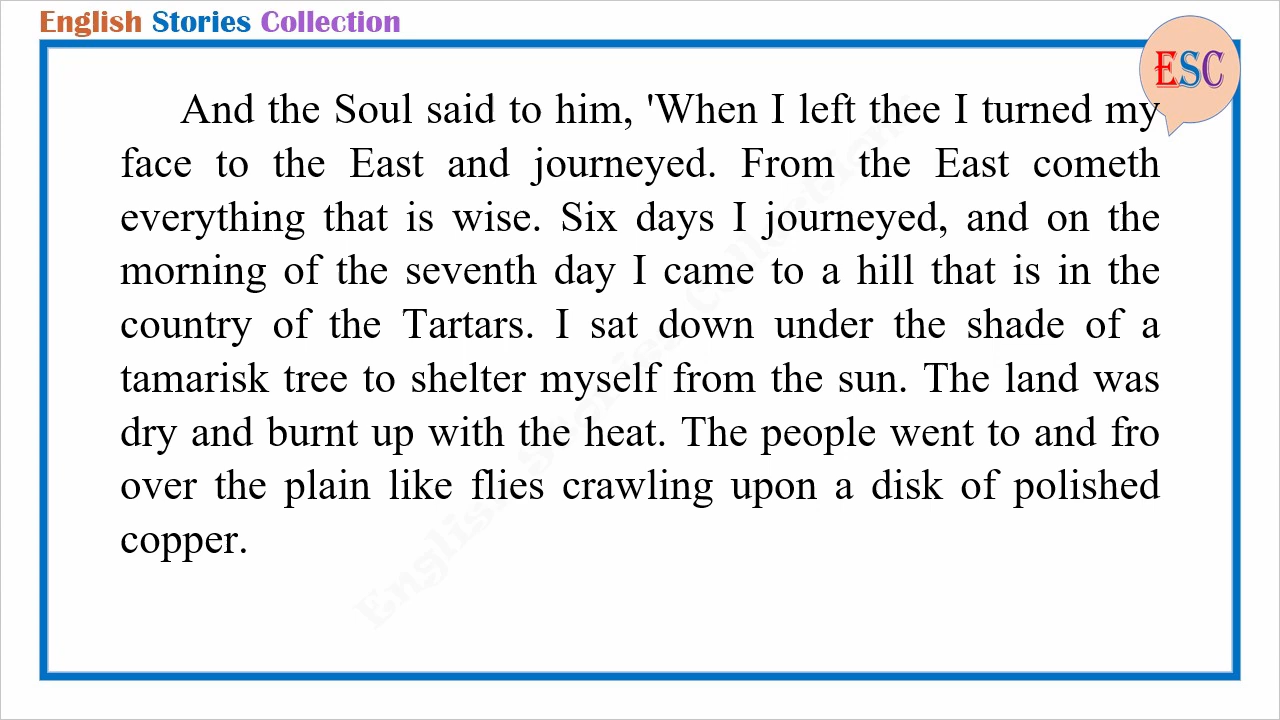 English Stories Collection
ESC
And the Soul said to him, 'When I left thee I turned my
face to the East and journeyed. From the East cometh
everything that is wise. Six days I journeyed, and on the
morning of the seventh day I came to a hill that is in the
country of the Tartars. I sat down under the shade of a
tamarisk tree to shelter myself from the sun. The land was
dry and burnt up with the heat. The people went to and fro
over the plain like flies crawling upon a disk of polished
copper.
English Stories Collection